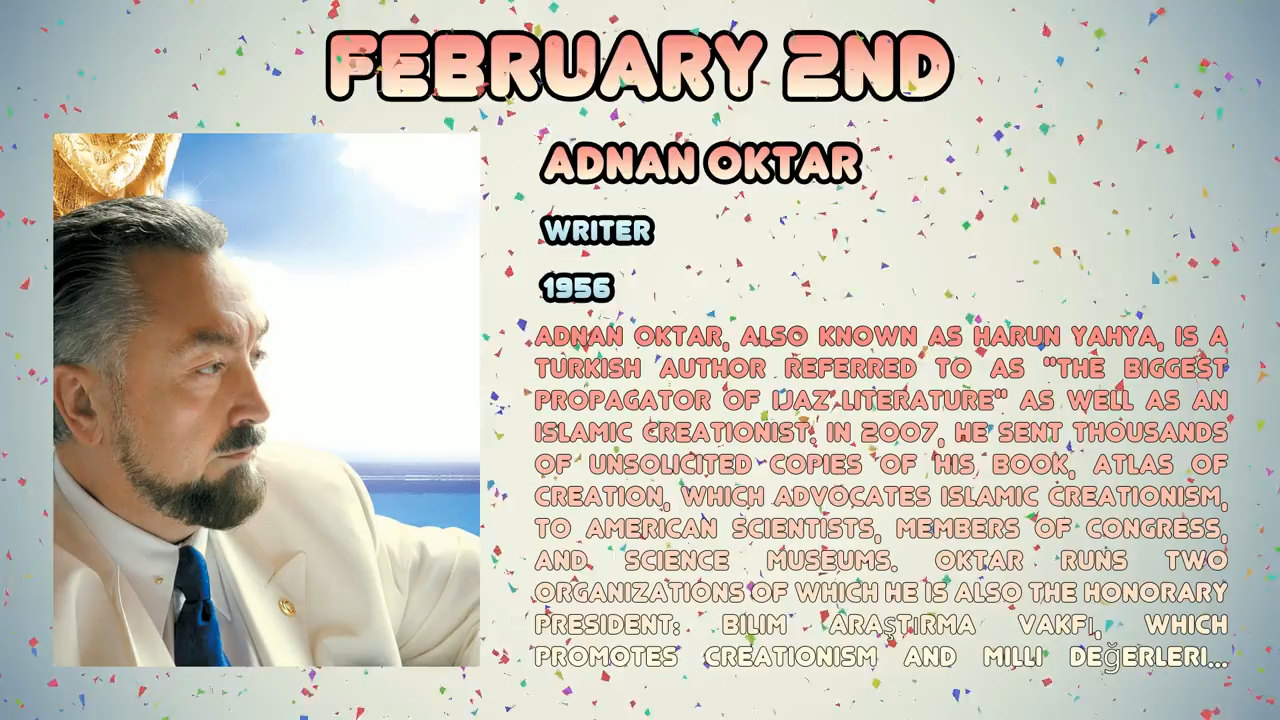 FEBRUARY 2ND
ADNAN OKTAR
WRITER
1956
ADNAN OKTAR, ALSO KNOWN AS HARUN YAHYA, IS A
TURKISH AUTHOR REFERRED TO AS "THE BIGGEST
PROPAGATOR OF IJAZ LITERATURE" AS WELL AS AN
ISLAMIC CREATIONIST. IN 2007, HE SENT THOUSANDS
OF UNSOLICITED COPIES OF HIS BOOK, ATLAS OF
CREATION, WHICH ADVOCATES ISLAMIC CREATIONISM,
TO AMERICAN SCIENTISTS, MEMBERS OF CONGRESS,
AND SCIENCE MUSEUMS. OKTAR RUNS TWO
ORGANIZATIONS OF WHICH HE IS ALSO THE HONORARY
PRESIDENT: BILIM ARAşTıRMA VAKFı, WHICH
PROMOTES CREATIONISM AND MILLI DEğERLERI...